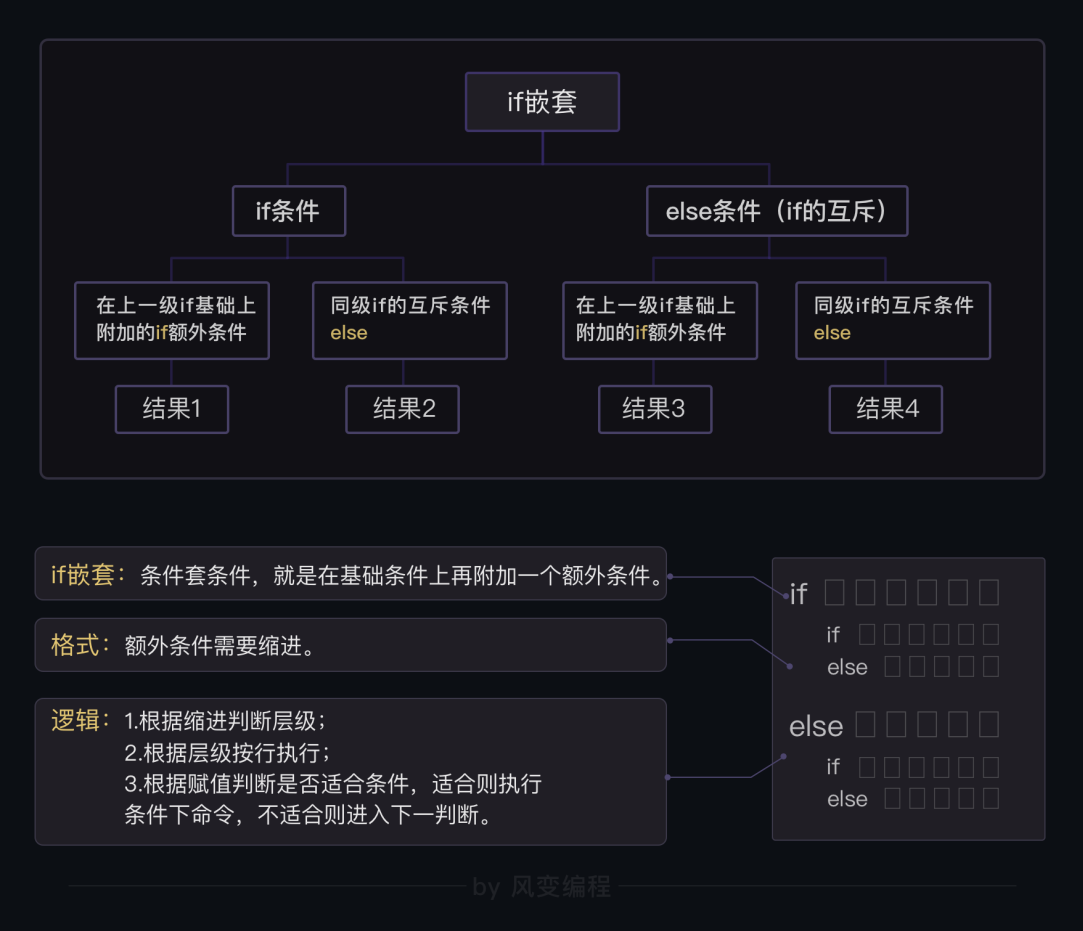 if嵌套
if条件
else条件（if的互斥）
在上一级if基础上
附加的if额外条件
同级if的互斥条件
else
在上一级if基础上
附加的if额外条件
同级if的互斥条件
else
结果1
结果2
结果3
结果4
if嵌套：条件套条件，就是在基础条件上再附加一个额外条件。
格式：额外条件需要缩进。
逻辑：1.根据缩进判断层级；
2.根据层级按行执行；
3.根据赋值判断是否适合条件，适合则执行
条件下命令，不适合则进入下一判断。
if □ □ □ □ □ □
if □ □ □ □ □ □
else □ □ □ □ □
else □ □ □ □ □
if □ □ □ □ □ □
else □ □ □ □ □
by 风变编程